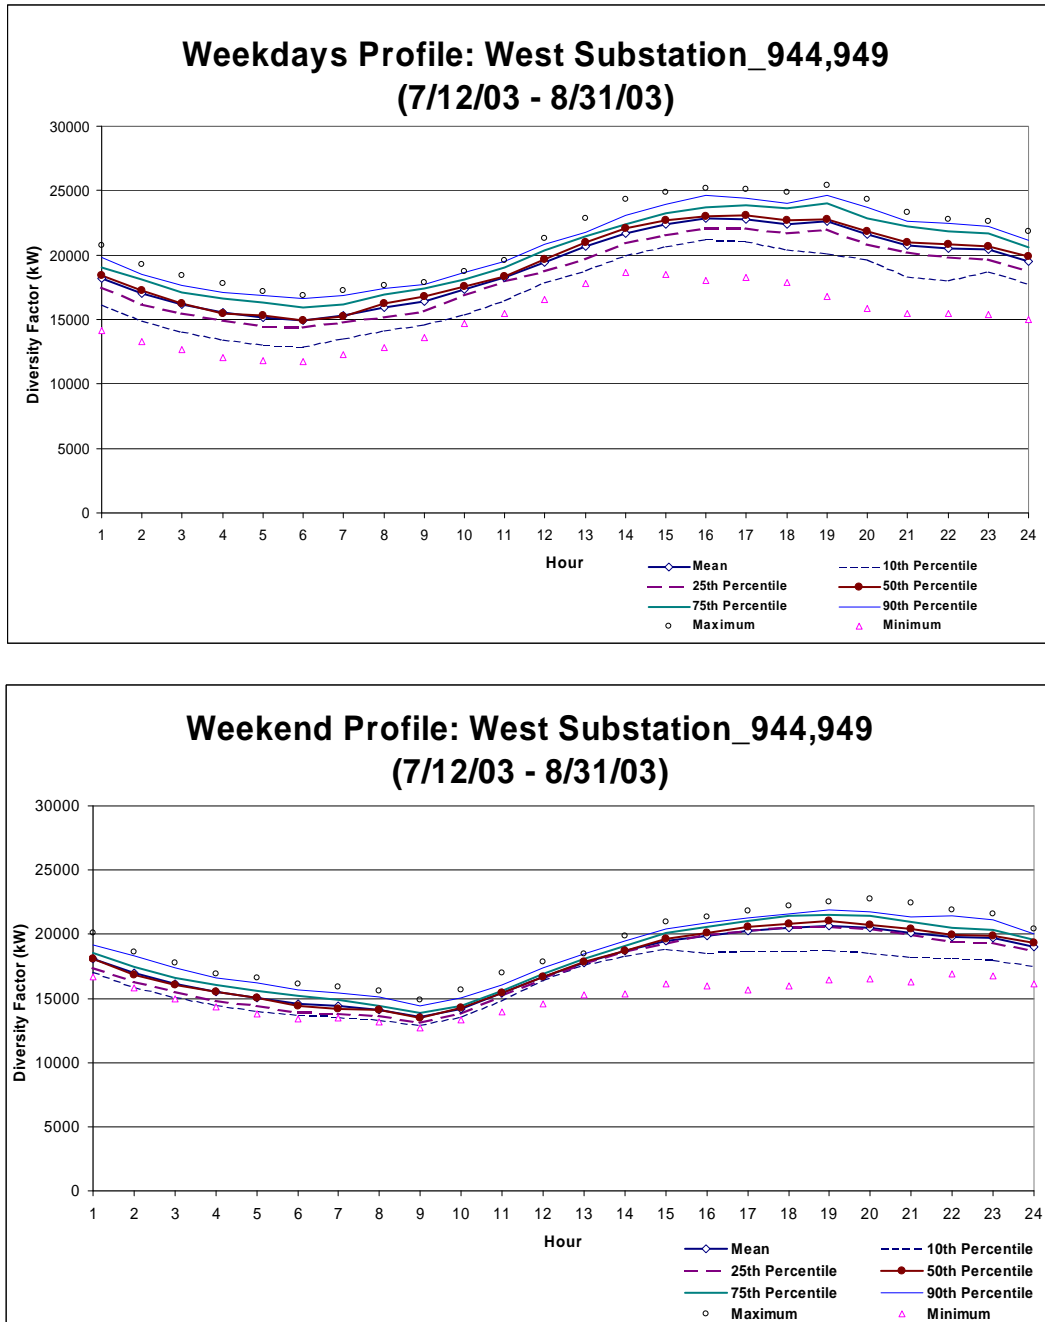 Weekdays Profile: West Substation_944,949
(7/12/03 - 8/31/03)
30000
25000
20000
15000
10000
5000
0
Diversity Factor (kW)
1 2 3 4 5 6 7 8 9 10 11 12 13 14 15 16 17 18 19 20 21 22 23 24
Hour
Mean 10th Percentile
25th Percentile 50th Percentile
75th Percentile 90th Percentile
Maximum Minimum
Weekend Profile: West Substation_944,949
(7/12/03 - 8/31/03)
30000
25000
20000
15000
10000
5000
0
Diversity Factor (kW)
1 2 3 4 5 6 7 8 9 10 11 12 13 14 15 16 17 18 19 20 21 22 23 24
Hour
Mean 10th Percentile
25th Percentile 50th Percentile
75th Percentile 90th Percentile
Maximum Minimum